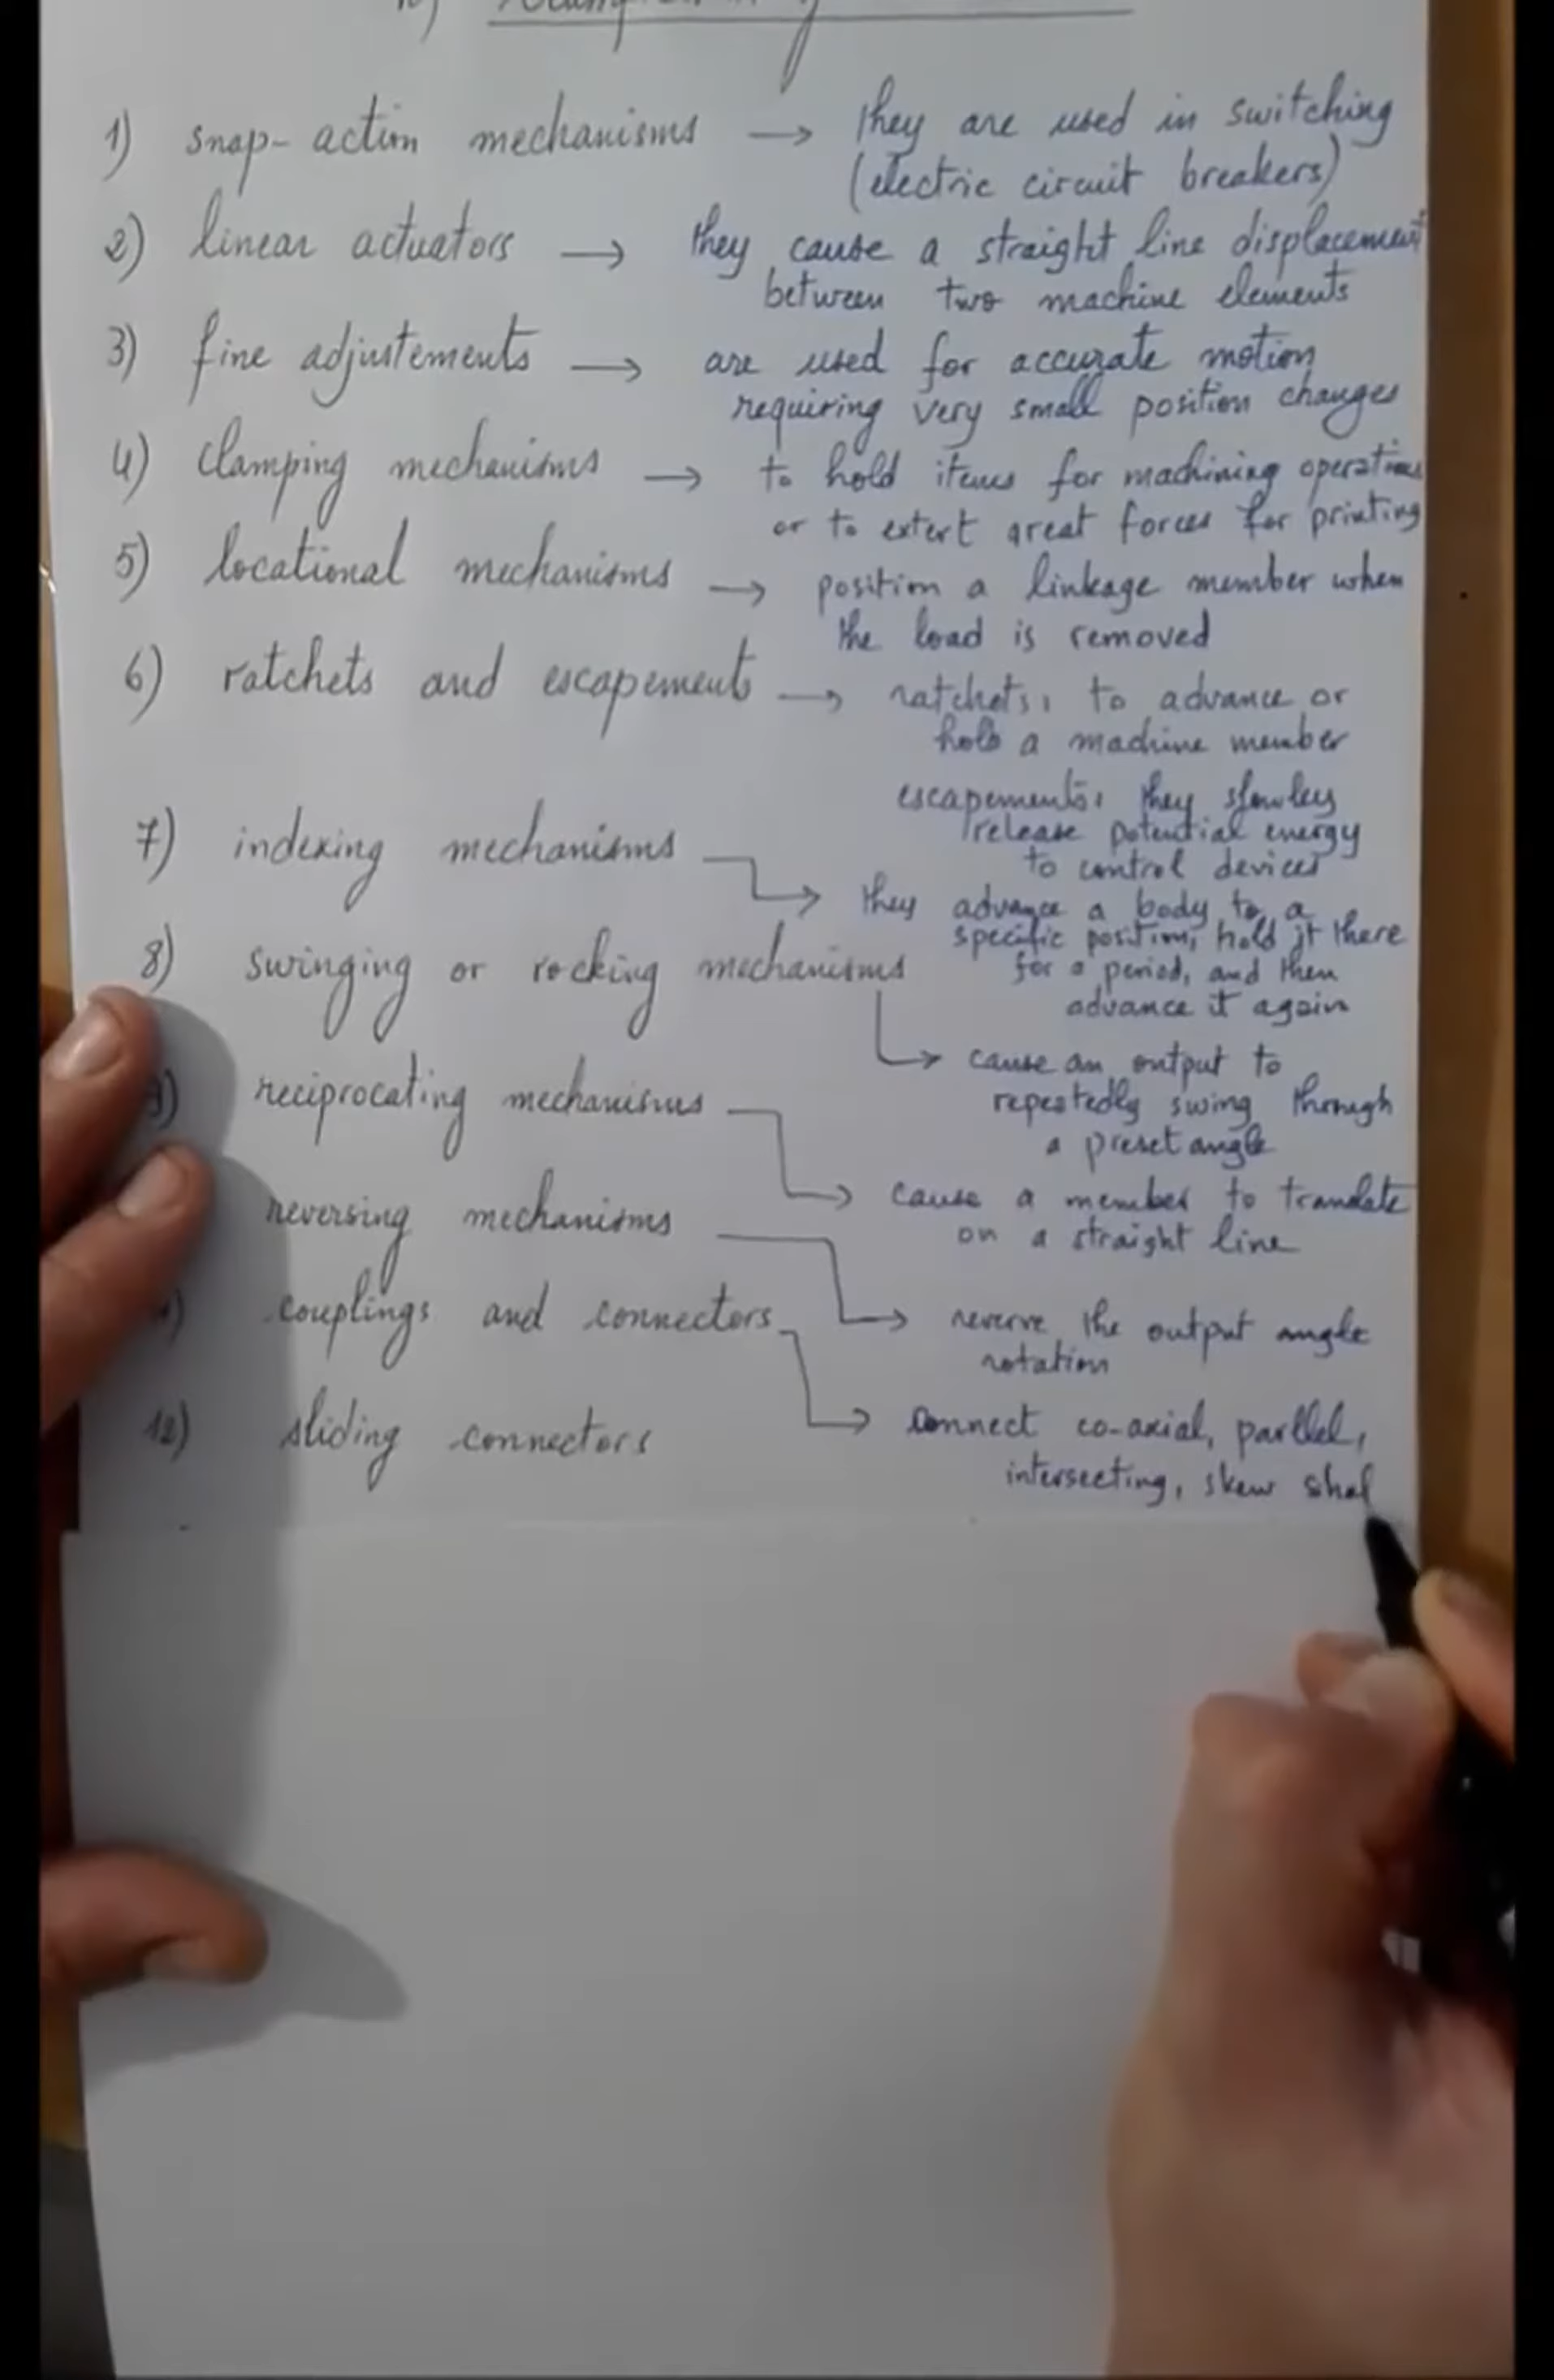 1) snap-action mechanisms → they are used in switching
(electric circuit breakers)
2) linear actuators → they cause a straight line displacement
between two machine elements
3) fine adjustements → are used for accurate motion
requiring very small position changes
4) clamping mechanisms → to hold items for machining operations
or to extert great forces for printing
5) locational mechanisms → position a linkage member when
the load is removed
6) ratchets and escapements → ratchets: to advance or
hold a machine member
escapements: they slowley
release potential energy
to control devices
7) indexing mechanisms → they advance a body to a
specific position, hold it there
for a period, and then
advance it again
8) swinging or rocking mechanisms → cause an output to
repeatedly swing through
a preset angle
9) reciprocating mechanisms → cause a member to translate
on a straight line
reversing mechanisms → reverve the output angle
rotation
couplings and connectors → connect co-axial, parllel,
intersecting, skew shaf
12) sliding connectors